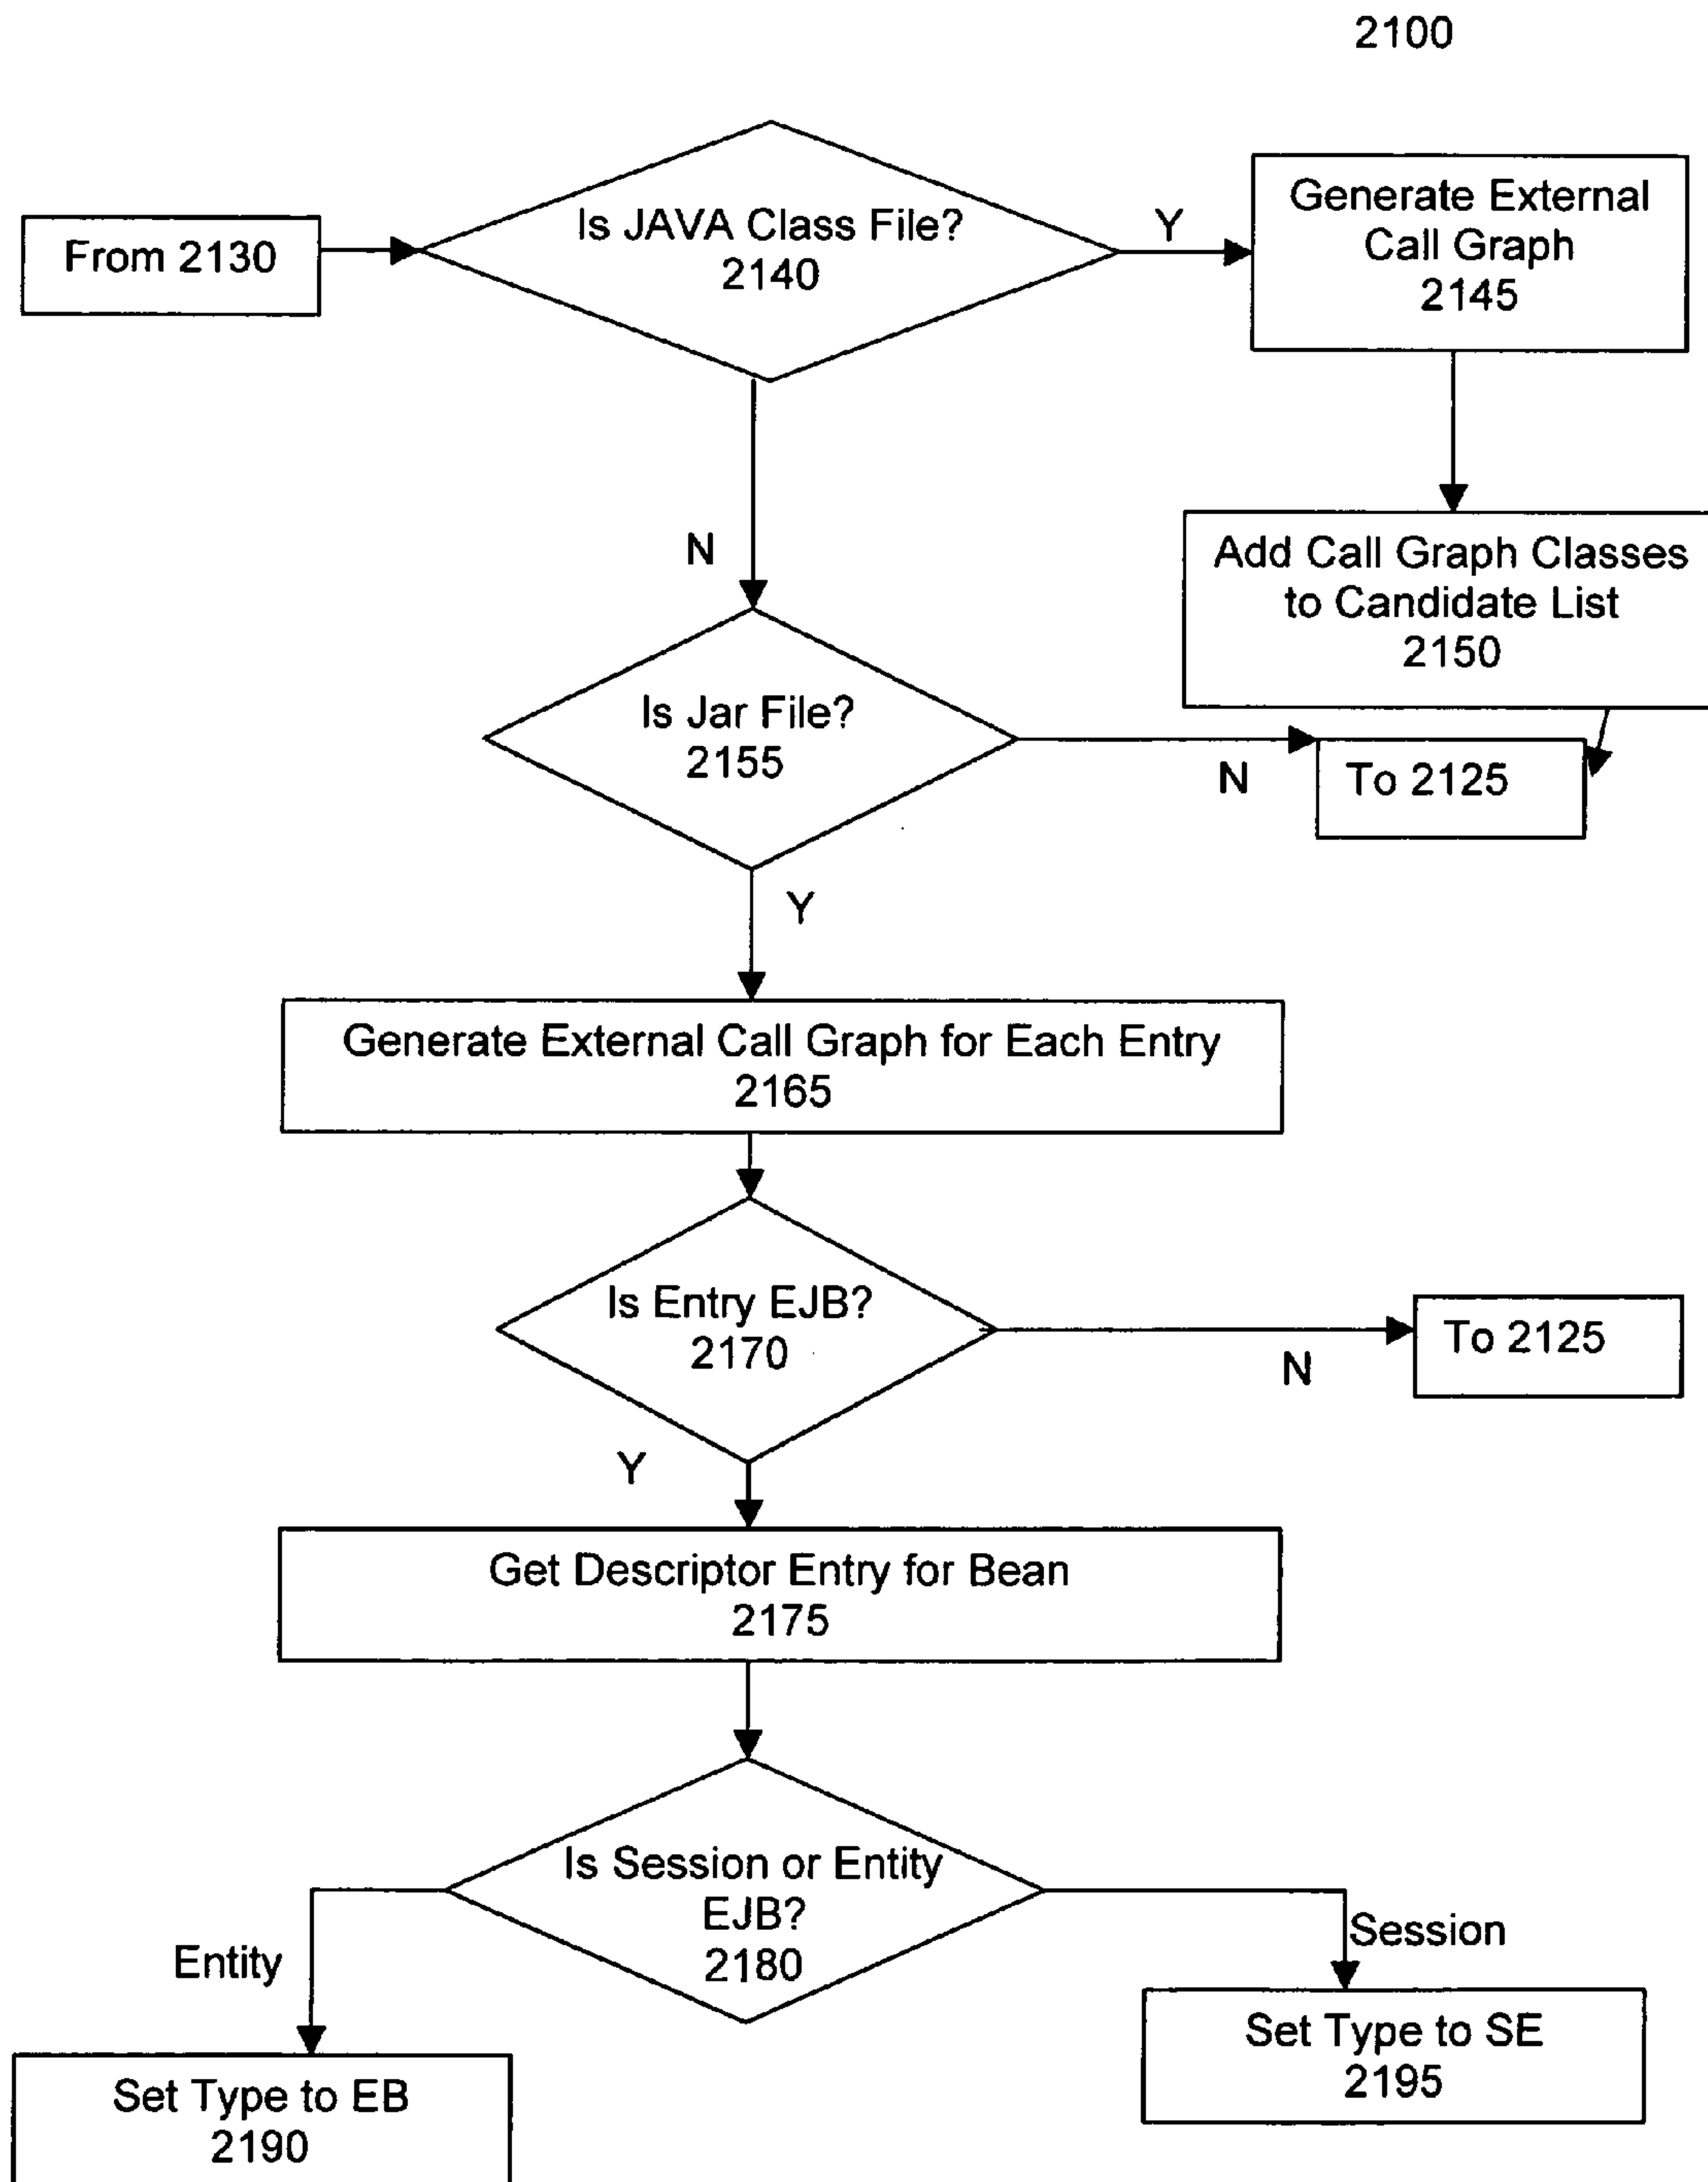 2100
From 2130
Is JAVA Class File?
2140
Y
Generate External
Call Graph
2145
N
Add Call Graph Classes
to Candidate List
2150
Is Jar File?
2155
N
To 2125
Y
Generate External Call Graph for Each Entry
2165
Is Entry EJB?
2170
N
To 2125
Y
Get Descriptor Entry for Bean
2175
Is Session or Entity
EJB?
2180
Entity
Session
Set Type to SE
2195
Set Type to EB
2190